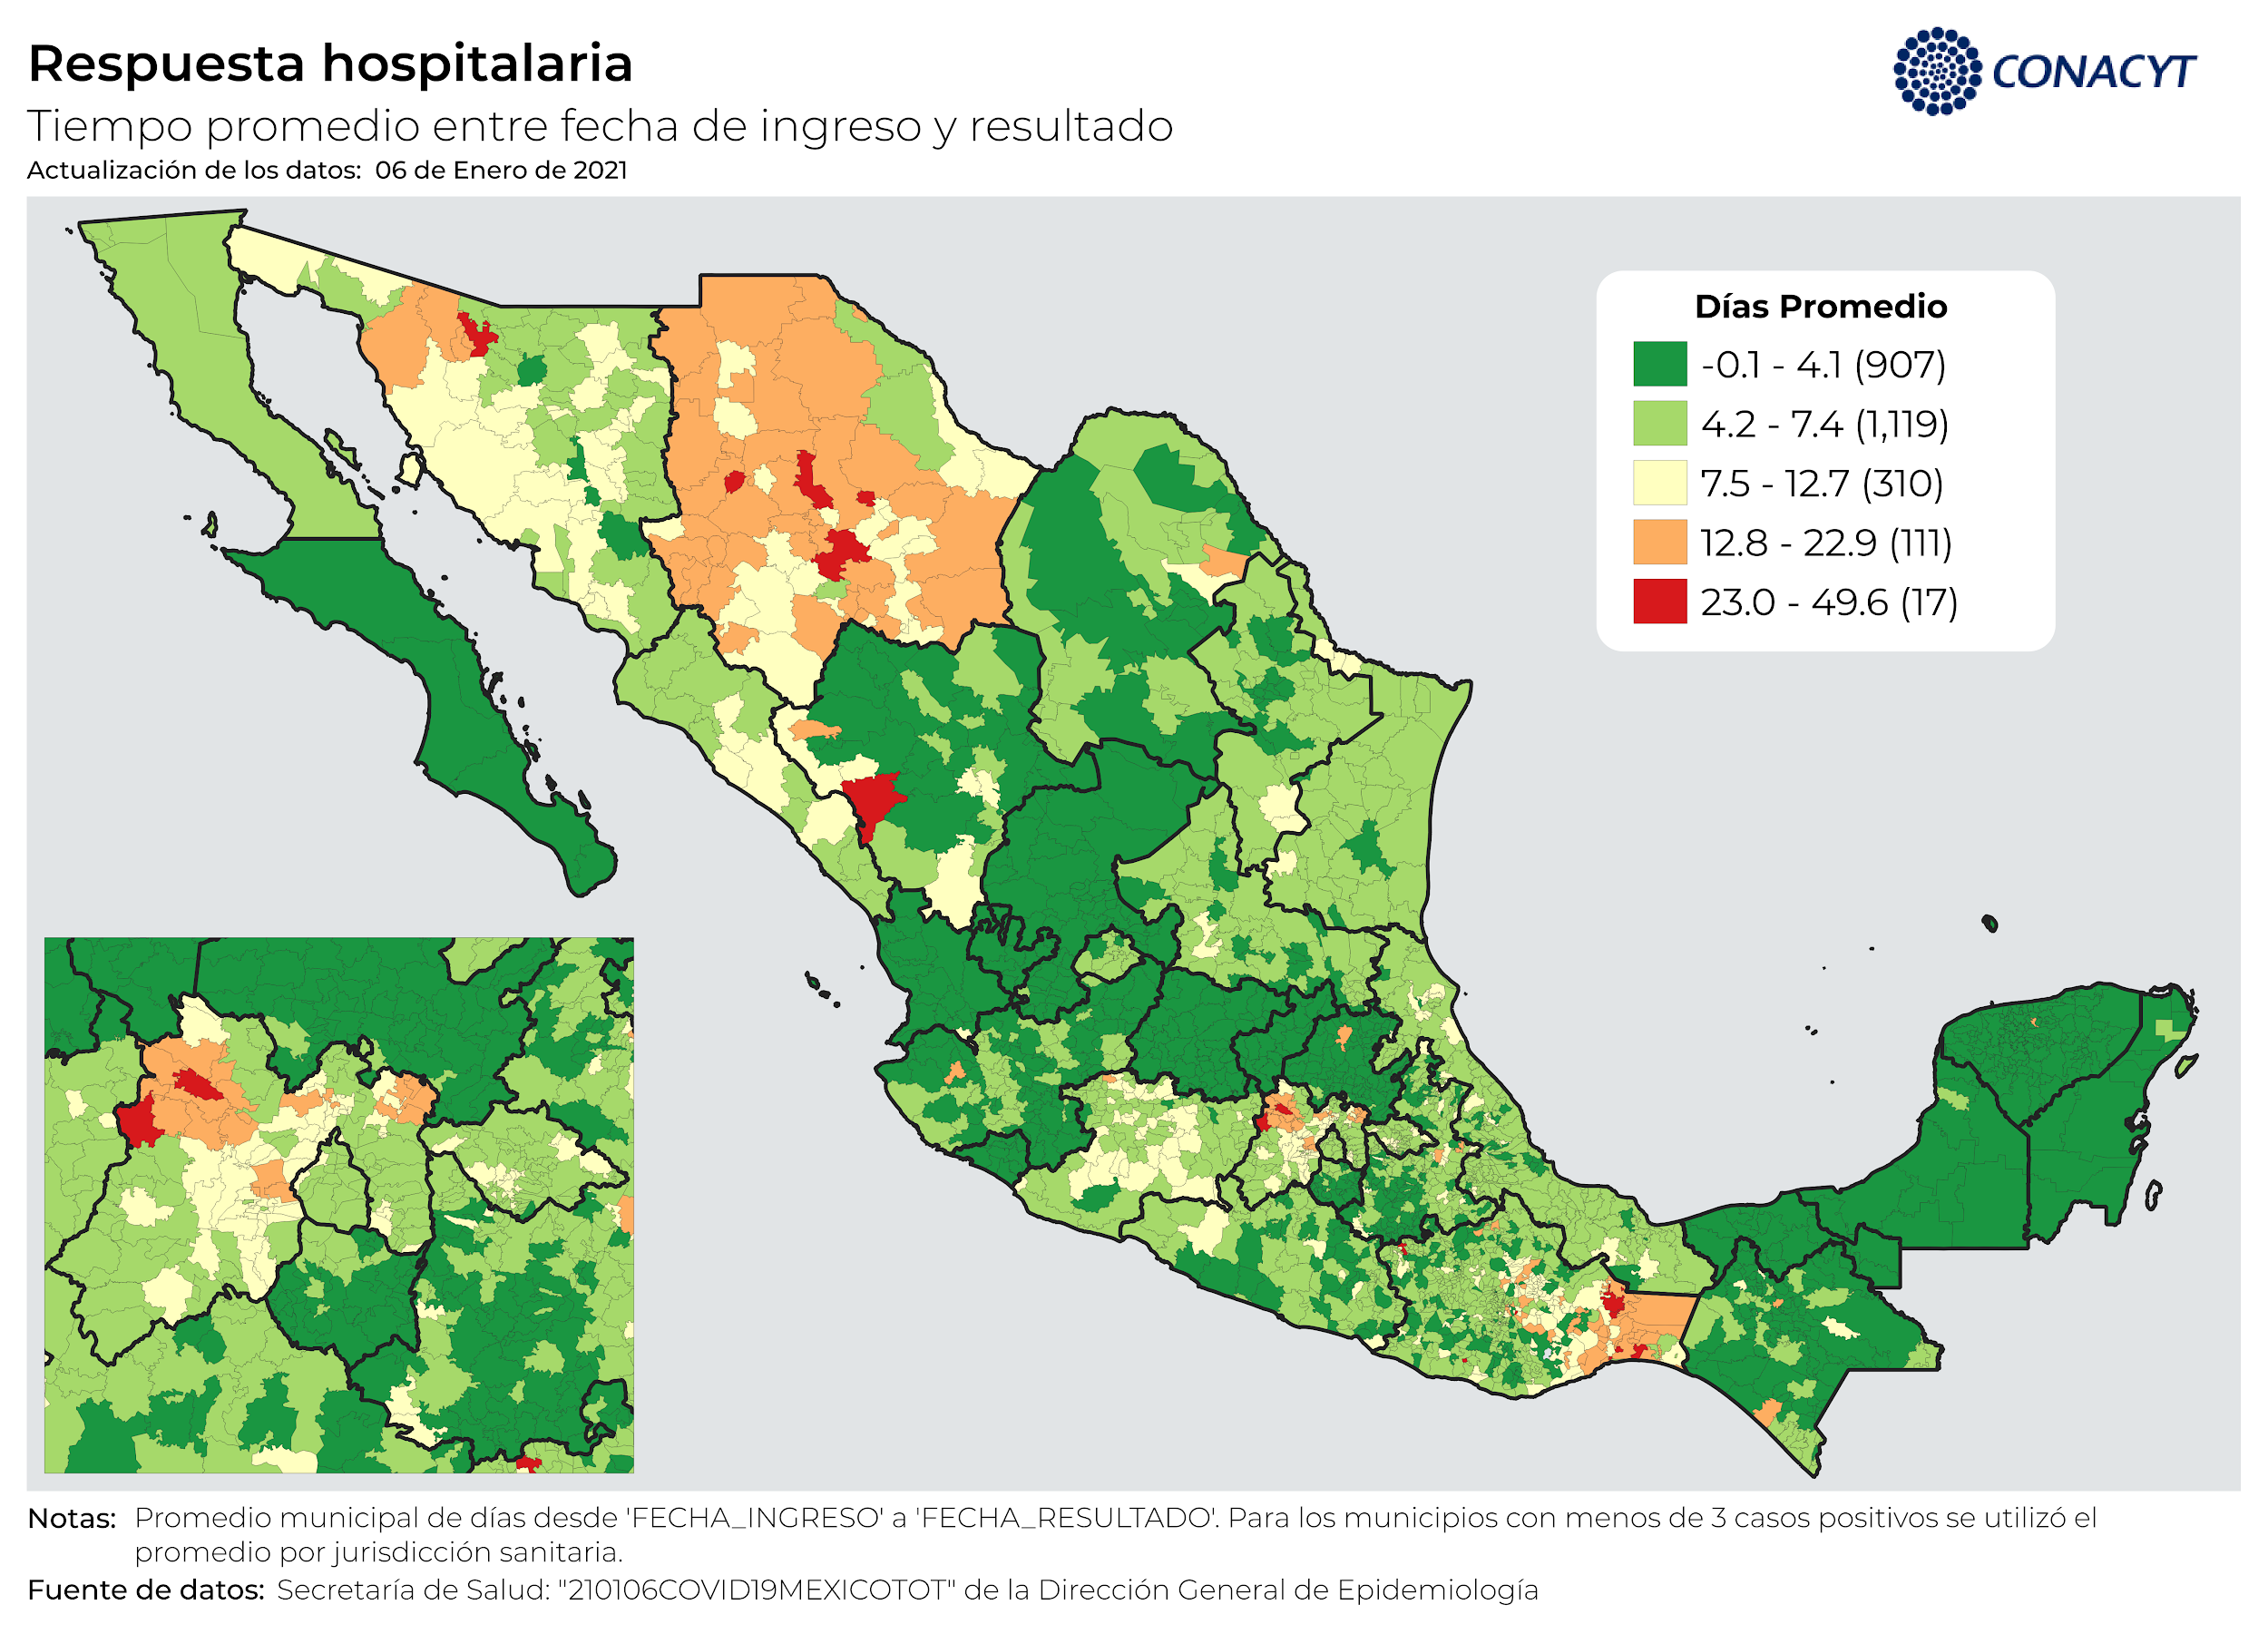 Respuesta hospitalaria
CONACYT
Tiempo promedio entre fecha de ingreso y resultado
Actualización de los datos: 06 de Enero de 2021
Días Promedio
-0.1 - 4.1 (907)
4.2 - 7.4 (1,119)
7.5 - 12.7 (310)
12.8 - 22.9 (111)
23.0 - 49.6 (17)
Notas: Promedio municipal de días desde 'FECHA_INGRESO' a 'FECHA_RESULTADO'. Para los municipios con menos de 3 casos positivos se utilizó el
promedio por jurisdicción sanitaria.
Fuente de datos: Secretaría de Salud: "210106COVID19MEXICOTOT" de la Dirección General de Epidemiología